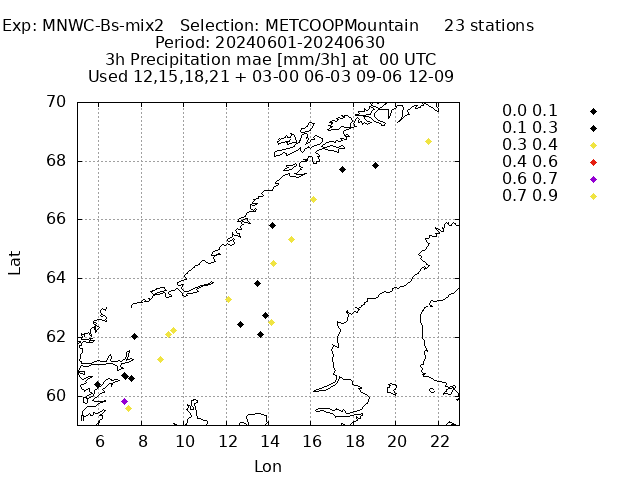 Exp: MNWC-Bs-mix2 Selection: METCOOPMountain 23 stations
Period: 20240601-20240630
3h Precipitation mae [mm/3h] at 00 UTC
Used 12,15,18,21 + 03-00 06-03 09-06 12-09
70
68
66
64
62
60
Lat
6 8 10 12 14 16 18 20 22
Lon
0.0 0.1
0.1 0.3
0.3 0.4
0.4 0.6
0.6 0.7
0.7 0.9